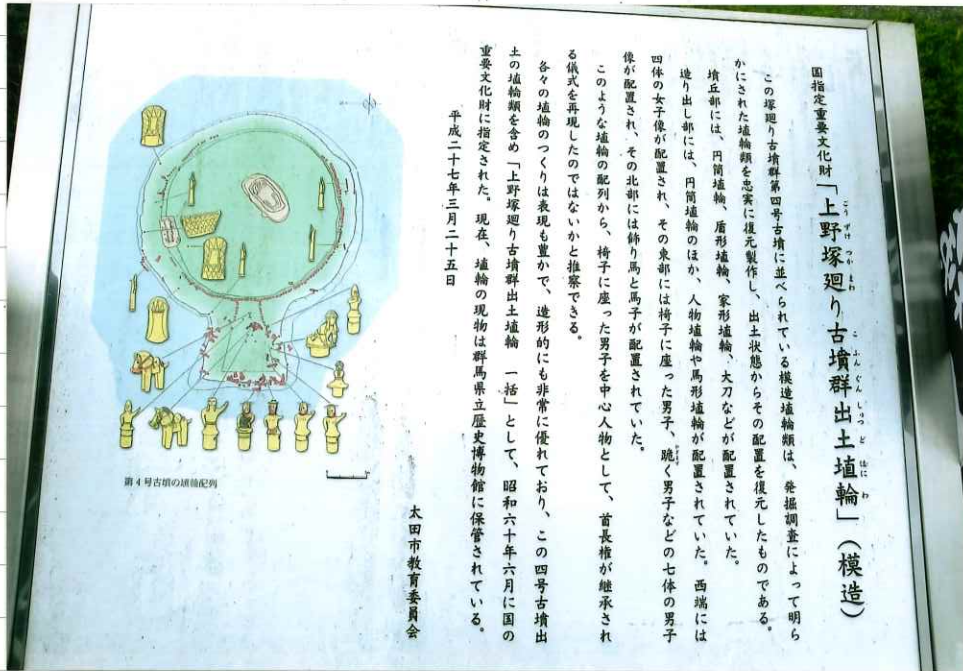 国指定重要文化財「上野塚廻り古墳群出土埴輪」(模造)
こうずけ つか まわ こ ふん ぐん しゅつ ど はに わ
この塚廻り古墳群第四号古墳に並べられている模造埴輪類は、発掘調査によって明ら
かにされた埴輪類を忠実に復元製作し、出土状態からその配置を復元したものである。
墳丘部には、円筒埴輪、盾形埴輪、家形埴輪、大刀などが配置されていた。
造り出し部には、円筒埴輪のほか、人物埴輪や馬形埴輪が配置されていた。西端には
四体の女子像が配置され、その東部には椅子に座った男子、跪く男子などの七体の男子
像が配置され、その北部には飾り馬と馬子が配置されていた。
このような埴輪の配列から、椅子に座った男子を中心人物として、首長権が継承され
る儀式を再現したのではないかと推察できる。
各々の埴輪のつくりは表現も豊かで、造形的にも非常に優れており、この四号古墳出
土の埴輪類を含め「上野塚廻り古墳群出土埴輪 一括」として、昭和六十年六月に国の
重要文化財に指定された。現在、埴輪の現物は群馬県立歴史博物館に保管されている。
平成二十七年三月二十五日
太田市教育委員会
第4号古墳の埴輪配列